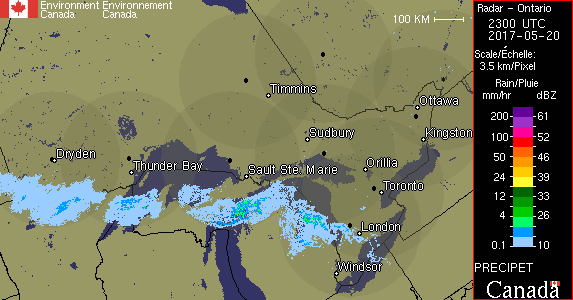 Environment Environnement
Canada Canada
100 KM
Timmins
Ottawa
Sudbury
Kingston
Dryden
Thunder Bay
Sault Ste. Marie
Orillia
Toronto
London
Windsor
Radar - Ontario
2300 UTC
2017-05-20
Scale/Échelle:
3.5 km/Pixel
Rain/Pluie
mm/hr dBZ
200 61
100 52
50 46
24 39
12 33
4 26
0.1 10
PRECIPET
Canada